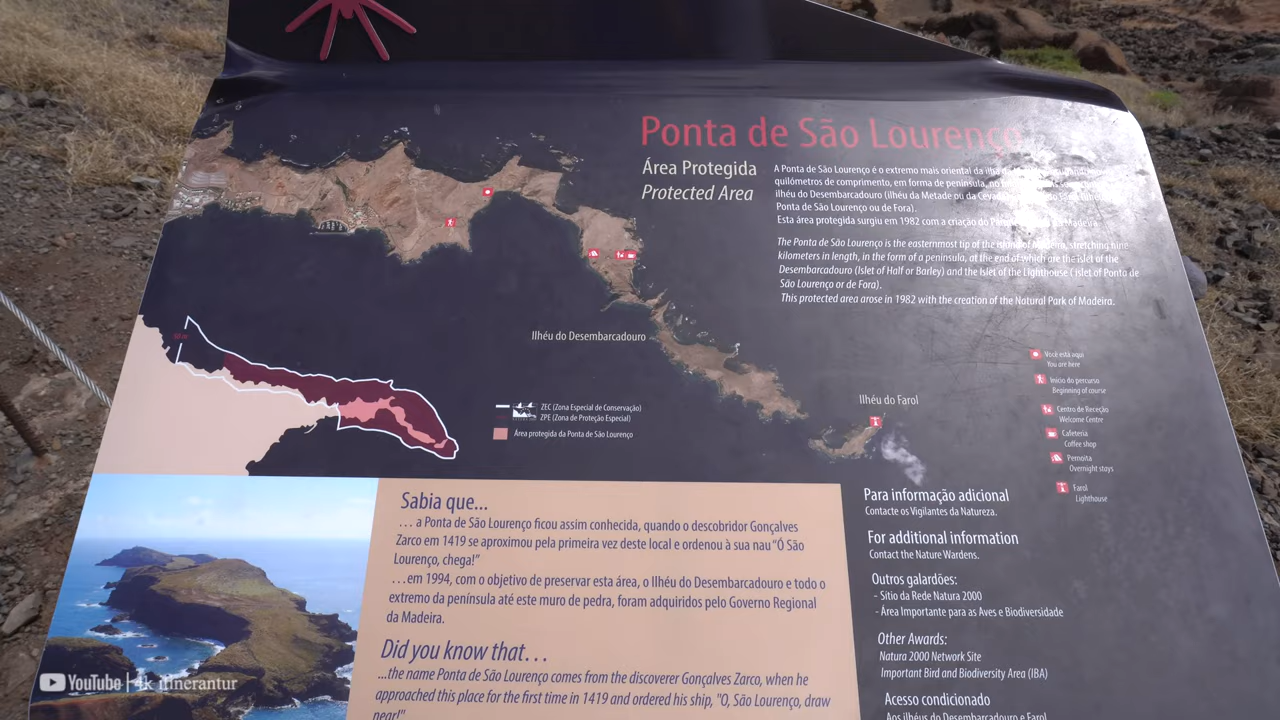 Ponta de São Lourenço
Área Protegida
Protected Area
A Ponta de São Lourenço é o extremo mais oriental da ilha
quilómetros de comprimento, em forma de península, no
ilhéu do Desembarcadouro (ilhéu da Metade ou da Cevada
Ponta de São Lourenço ou de Fora).
Esta área protegida surgiu em 1982 com a criação do Madeira
The Ponta de São Lourenço is the easternmost tip of the island of Madeira, stretching nine
kilometers in length, in the form of a peninsula, at the end of which are the islet of the
Desembarcadouro (Islet of Half or Barley) and the Islet of the Lighthouse ( islet of Ponta de
São Lourenço or de Fora).
This protected area arose in 1982 with the creation of the Natural Park of Madeira.
Ilhéu do Desembarcadouro
Ilhéu do Farol
Você está aqui
You are here
Início do percurso
Beginning of course
Centro de Receção
Welcome Centre
Cafeteria
Coffee shop
Pernoita
Overnight stays
Farol
Lighthouse
ZEC (Zona Especial de Conservação)
ZPE (Zona de Proteção Especial)
Área protegida da Ponta de São Lourenço
Sabia que...
... a Ponta de São Lourenço ficou assim conhecida, quando o descobridor Gonçalves
Zarco em 1419 se aproximou pela primeira vez deste local e ordenou à sua nau "Ó São
Lourenço, chega!"
...em 1994, com o objetivo de preservar esta área, o Ilhéu do Desembarcadouro e todo o
extremo da península até este muro de pedra, foram adquiridos pelo Governo Regional
da Madeira.
Did you know that...
...the name Ponta de São Lourenço comes from the discoverer Gonçalves Zarco, when he
approached this place for the first time in 1419 and ordered his ship, "O, São Lourenço, draw
near!"
Para informação adicional
Contacte os Vigilantes da Natureza.
For additional information
Contact the Nature Wardens.
Outros galardões:
- Sítio da Rede Natura 2000
- Área Importante para as Aves e Biodiversidade
Other Awards:
Natura 2000 Network Site
Important Bird and Biodiversity Area (IBA)
Acesso condicionado
Aos ilhéus do Desembarcadouro e Farol
YouTube | 4k itinerantur